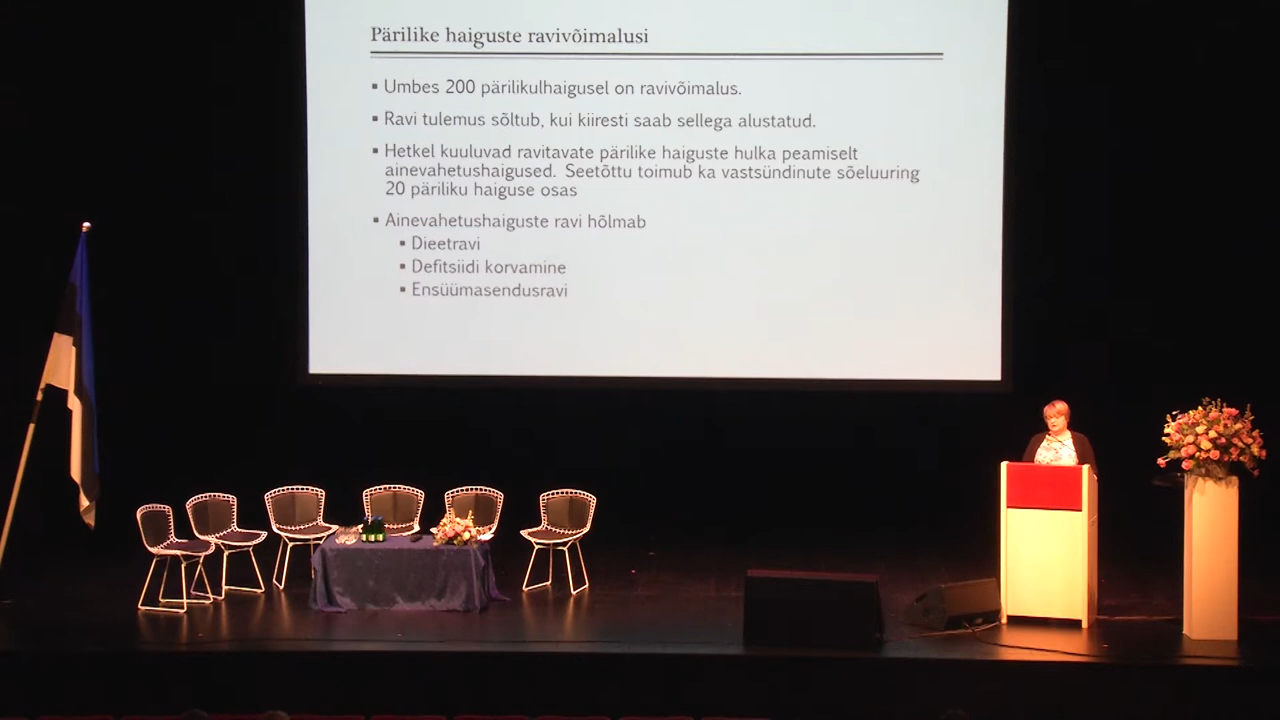 Pärilike haiguste ravivõimalusi
▪ Umbes 200 pärilikulhaigusel on ravivõimalus.
▪ Ravi tulemus sõltub, kui kiiresti saab sellega alustatud.
▪ Hetkel kuuluvad ravitavate pärilike haiguste hulka peamiselt
ainevahetushaigused. Seetõttu toimub ka vastsündinute sõeluuring
20 päriliku haiguse osas
▪ Ainevahetushaiguste ravi hõlmab
▪ Dieetravi
▪ Defitsiidi korvamine
▪ Ensüümasendusravi